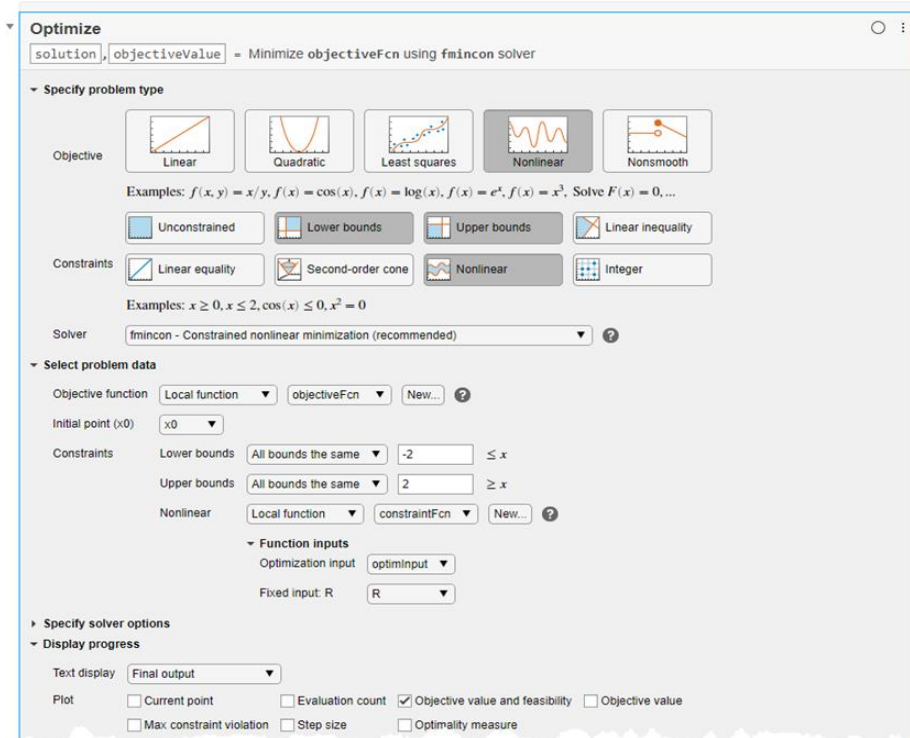 Optimize
solution , objectiveValue = Minimize objectiveFcn using fmincon solver
Specify problem type
Objective
Linear Quadratic Least squares Nonlinear Nonsmooth
Examples: f(x, y) = x/y, f(x) = cos(x), f(x) = log(x), f(x) = eˣ, f(x) = x³, Solve F(x) = 0, ...
Constraints
Unconstrained Lower bounds Upper bounds Linear inequality
Linear equality Second-order cone Nonlinear Integer
Examples: x ≥ 0, x ≤ 2, cos(x) ≤ 0, x² = 0
Solver fmincon - Constrained nonlinear minimization (recommended) ?
Select problem data
Objective function Local function objectiveFcn New... ?
Initial point (x0) x0
Constraints Lower bounds All bounds the same -2 ≤ x
Upper bounds All bounds the same 2 ≥ x
Nonlinear Local function constraintFcn New... ?
Function inputs
Optimization input optimInput
Fixed input: R R
Specify solver options
Display progress
Text display Final output
Plot Current point Evaluation count Objective value and feasibility Objective value
Max constraint violation Step size Optimality measure